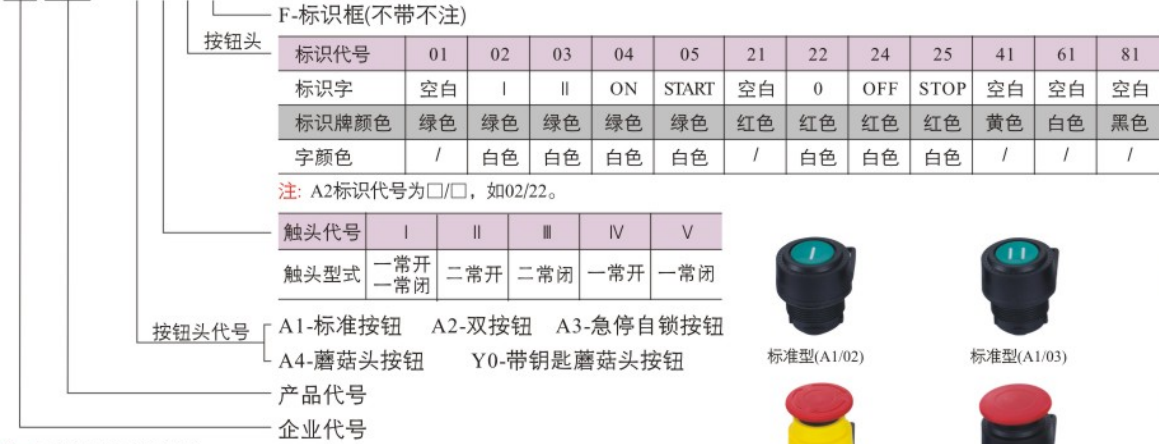 F-标识框(不带不注)
按钮头
标识代号 01 02 03 04 05 21 22 24 25 41 61 81
标识字 空白 Ⅰ Ⅱ ON START 空白 0 OFF STOP 空白 空白 空白
标识牌颜色 绿色 绿色 绿色 绿色 绿色 红色 红色 红色 红色 黄色 白色 黑色
字颜色 / 白色 白色 白色 白色 / 白色 白色 白色 / / /
注: A2标识代号为□/□，如02/22。
触头代号 Ⅰ Ⅱ Ⅲ Ⅳ Ⅴ
触头型式 一常开一常闭 二常开 二常闭 一常开 一常闭
按钮头代号
A1-标准按钮 A2-双按钮 A3-急停自锁按钮
A4-蘑菇头按钮 Y0-带钥匙蘑菇头按钮
产品代号
企业代号
标准型(A1/02) 标准型(A1/03)